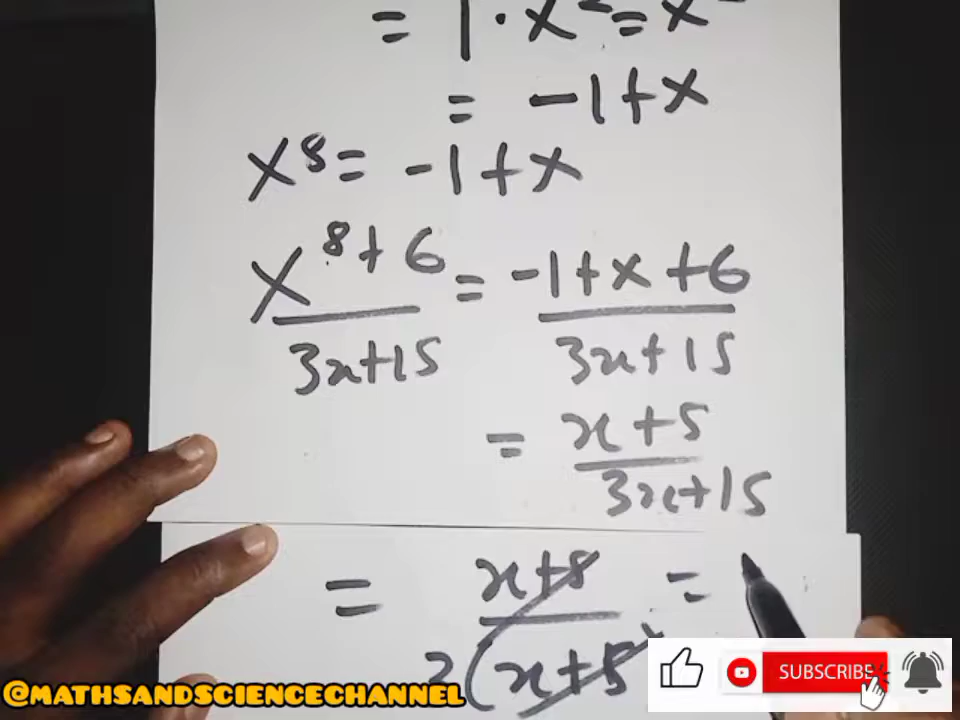 = 1 · x² = x²
= -1+x
x⁸ = -1+x
x⁸+6 / 3x+15 = -1+x+6 / 3x+15
= x+5 / 3x+15
= x+8 / 3(x+5) =
SUBSCRIBE
@MATHSANDSCIENCECHANNEL